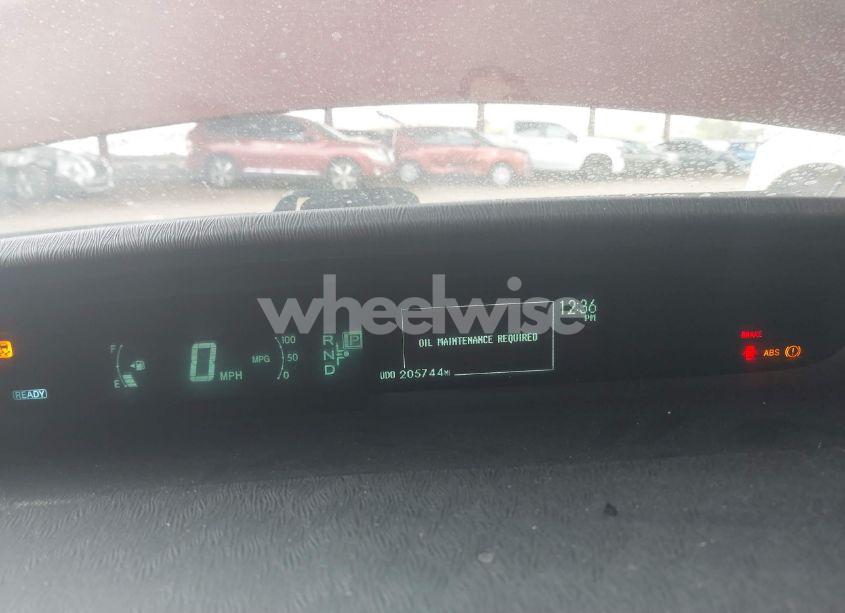 wheelwise
12:36
PM
OIL MAINTENANCE REQUIRED
ODO 205744MI
F
E
READY
0 MPH
MPG
100
50
0
R
N
D
P
BRAKE
ABS